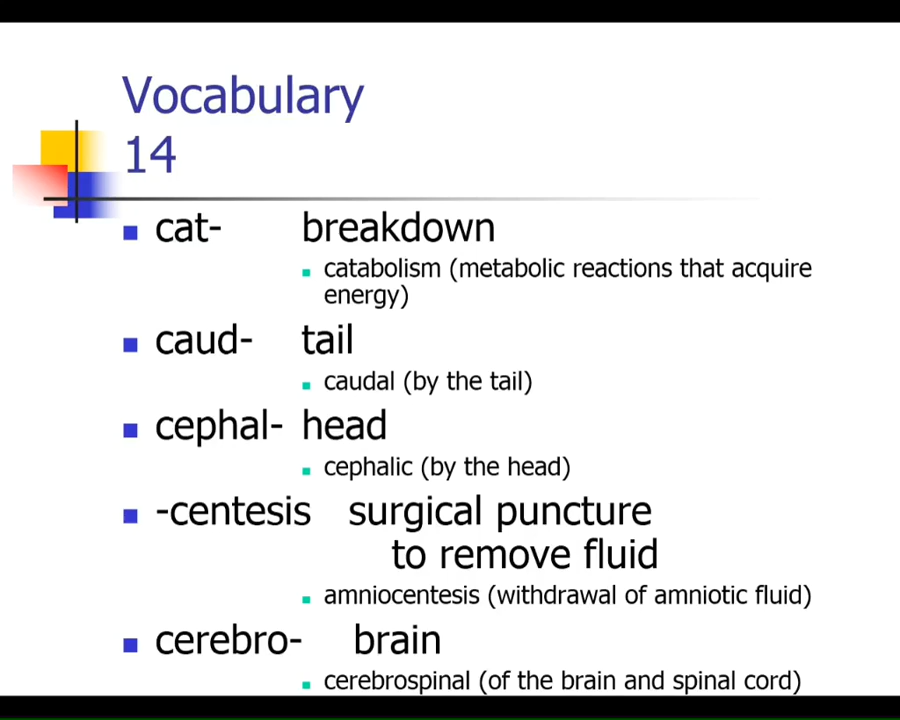 Vocabulary
14
cat- breakdown
catabolism (metabolic reactions that acquire
energy)
caud- tail
caudal (by the tail)
cephal- head
cephalic (by the head)
-centesis surgical puncture
to remove fluid
amniocentesis (withdrawal of amniotic fluid)
cerebro- brain
cerebrospinal (of the brain and spinal cord)